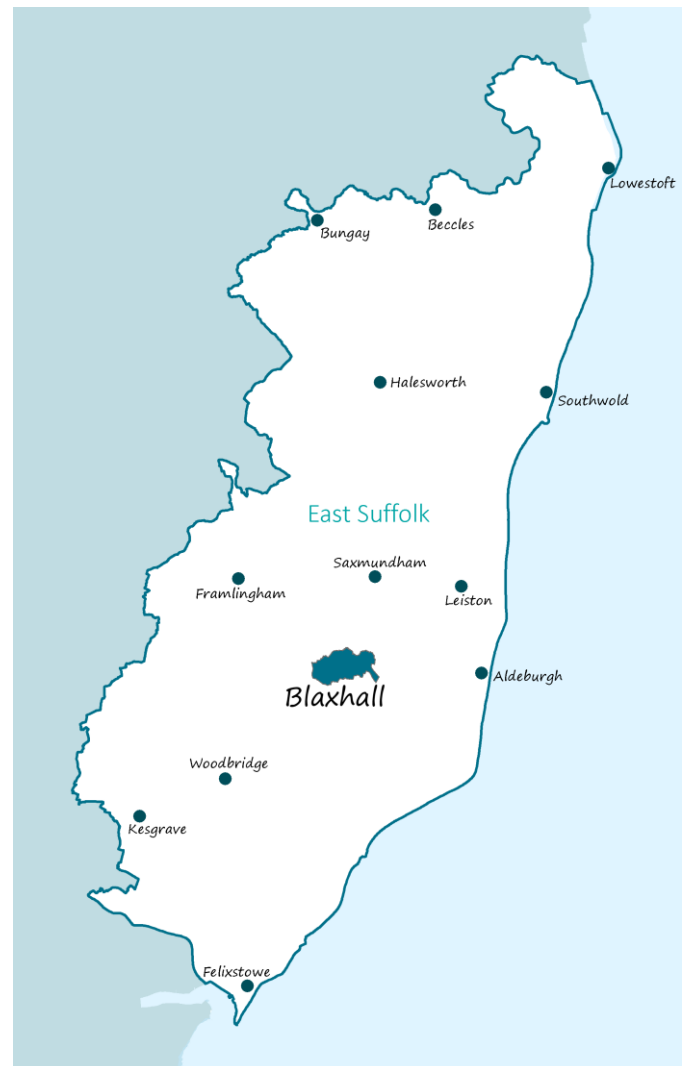 Lowestoft
Beccles
Bungay
Halesworth
Southwold
East Suffolk
Saxmundham
Framlingham
Leiston
Aldeburgh
Blaxhall
Woodbridge
Kesgrave
Felixstowe